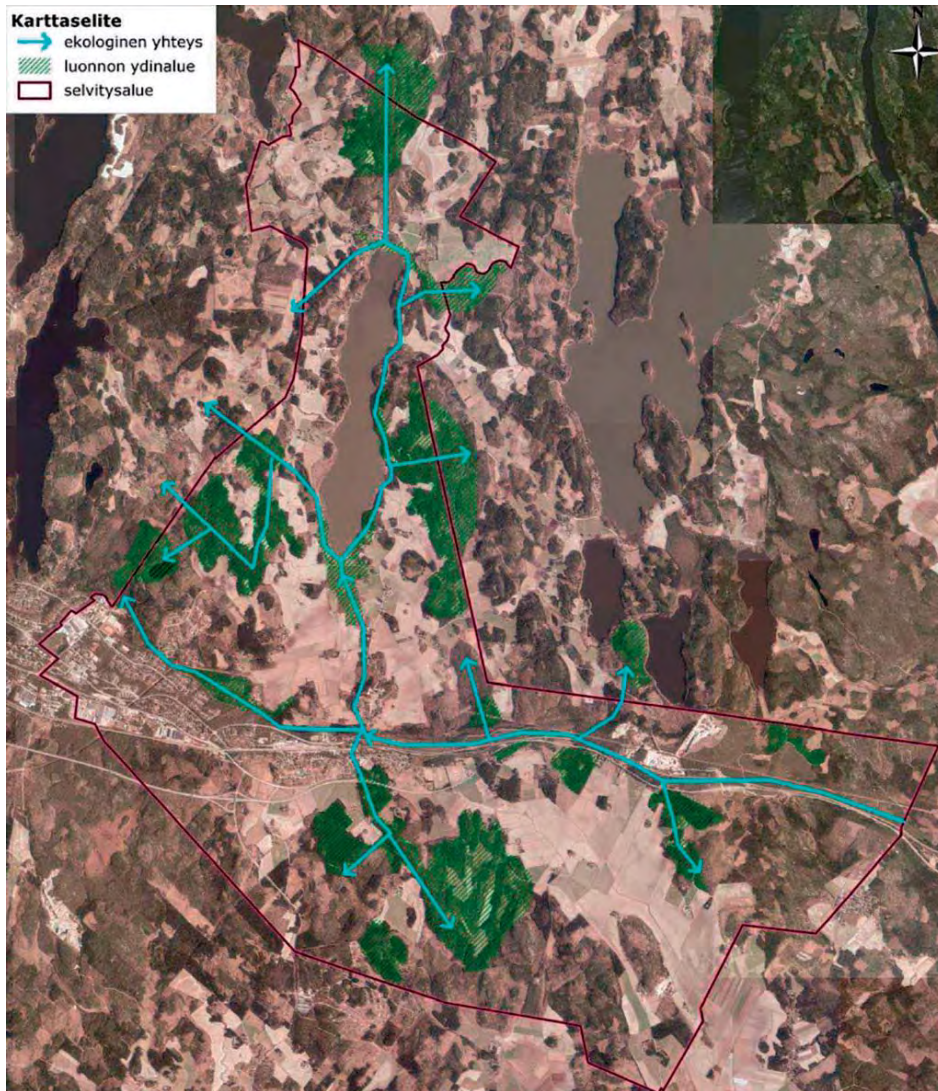 Karttaselite
ekologinen yhteys
luonnon ydinalue
selvitysalue
N